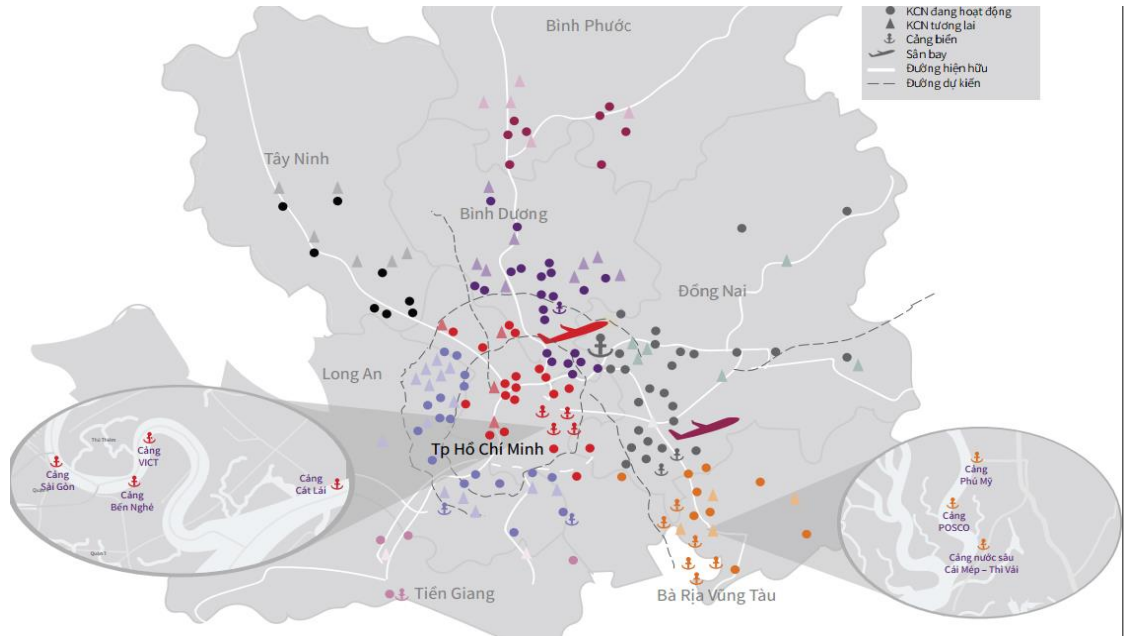 KCN đang hoạt động
KCN tương lai
Cảng biển
Sân bay
Đường hiện hữu
Đường dự kiến
Bình Phước
Tây Ninh
Bình Dương
Đồng Nai
Long An
Tp Hồ Chí Minh
Tiền Giang
Bà Rịa Vũng Tàu
Thủ Thiêm
Cảng
VICT
Cảng
Sài Gòn
Cảng
Bến Nghé
Cảng
Cát Lái
Cảng
Phú Mỹ
Cảng
POSCO
Cảng nước sâu
Cái Mép – Thi Vải